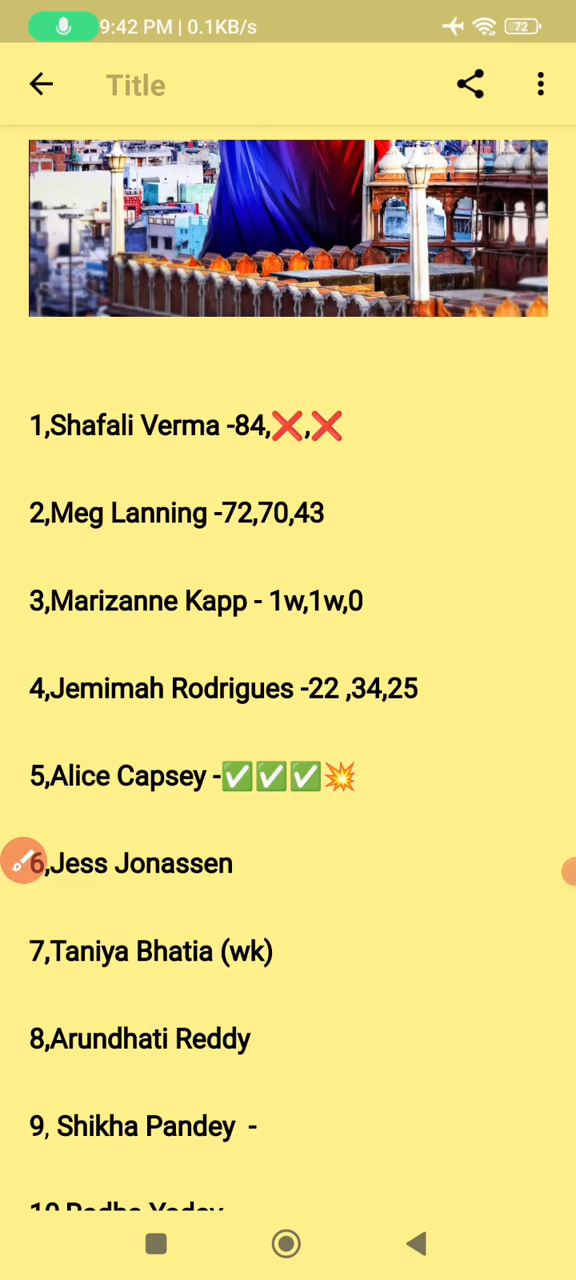 9:42 PM | 0.1KB/s
72
Title
1,Shafali Verma -84,❌,❌
2,Meg Lanning -72,70,43
3,Marizanne Kapp - 1w,1w,0
4,Jemimah Rodrigues -22 ,34,25
5,Alice Capsey -✅✅✅💥
6,Jess Jonassen
7,Taniya Bhatia (wk)
8,Arundhati Reddy
9, Shikha Pandey -